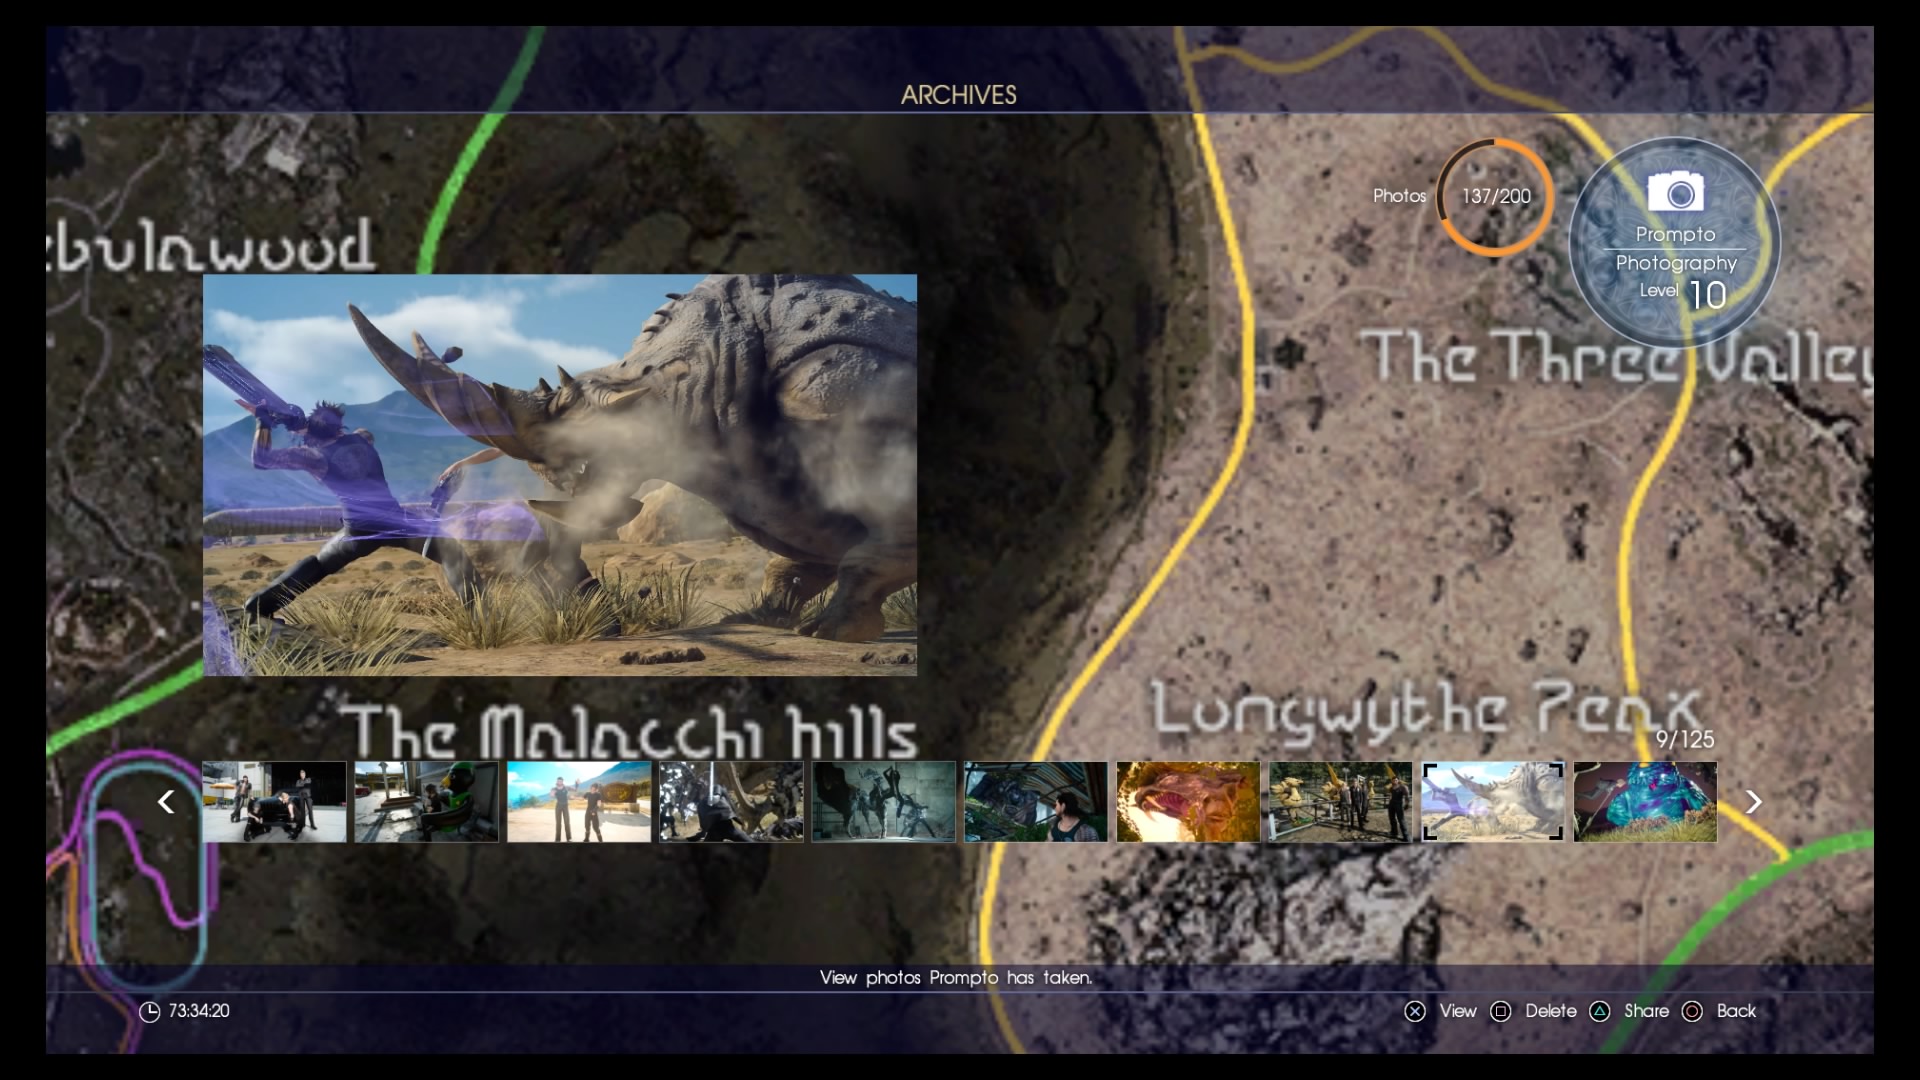 ARCHIVES
Photos 137/200
Prompto
Photography
Level 10
ebulawood
The Three Valley
The Malacchi hills
Longwythe Peak
9/125
View photos Prompto has taken.
73:34:20
View Delete Share Back